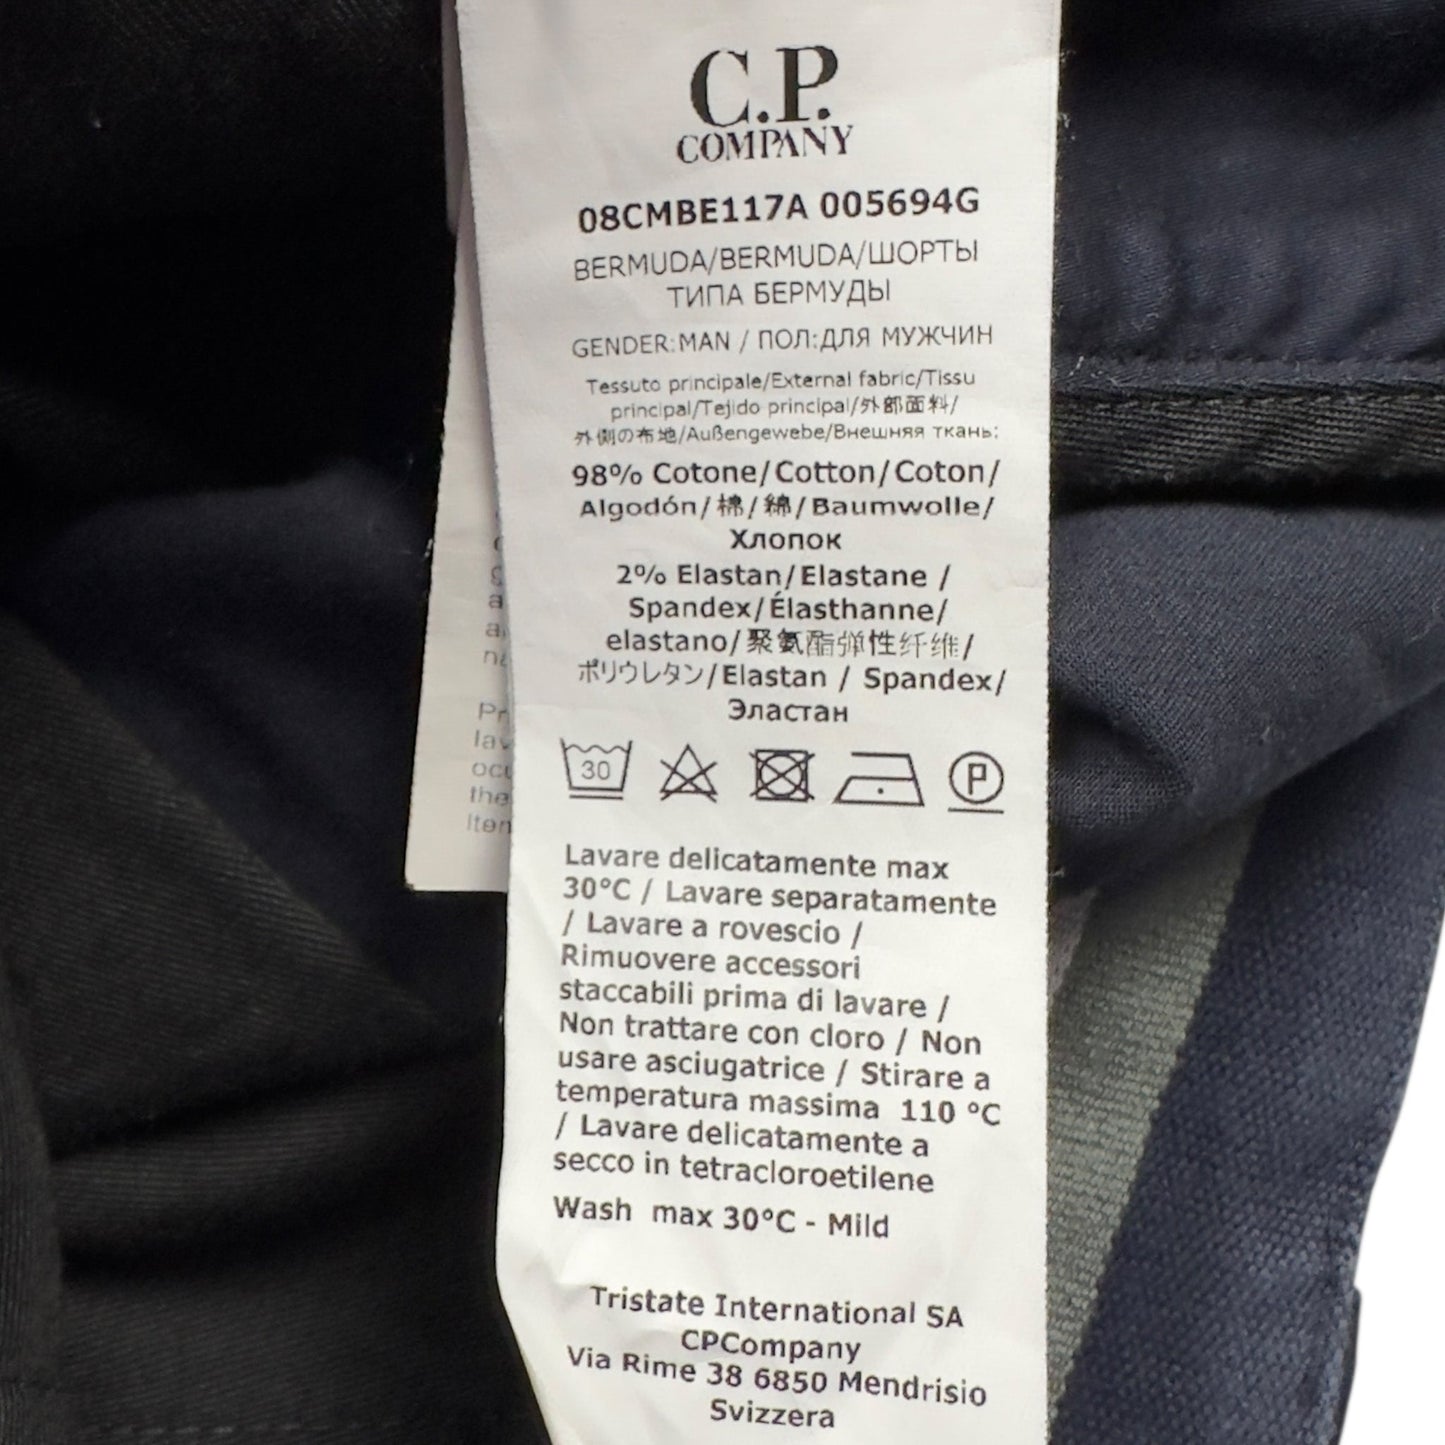 C.P.
COMPANY
08CMBE117A 005694G
BERMUDA/BERMUDA/ШОРТЫ
ТИПА БЕРМУДЫ
GENDER:MAN / ПОЛ:ДЛЯ МУЖЧИН
Tessuto principale/External fabric/Tissu
principal/Tejido principal/外部面料/
外側の布地/Außengewebe/Внешняя ткань:
98% Cotone/Cotton/Coton/
Algodón/棉/綿/Baumwolle/
Хлопок
2% Elastan/Elastane /
Spandex/Élasthanne/
elastano/聚氨酯弹性纤维/
ポリウレタン/Elastan / Spandex/
Эластан
30
P
Lavare delicatamente max
30°C / Lavare separatamente
/ Lavare a rovescio /
Rimuovere accessori
staccabili prima di lavare /
Non trattare con cloro / Non
usare asciugatrice / Stirare a
temperatura massima 110 °C
/ Lavare delicatamente a
secco in tetracloroetilene
Wash max 30°C - Mild
Tristate International SA
CPCompany
Via Rime 38 6850 Mendrisio
Svizzera